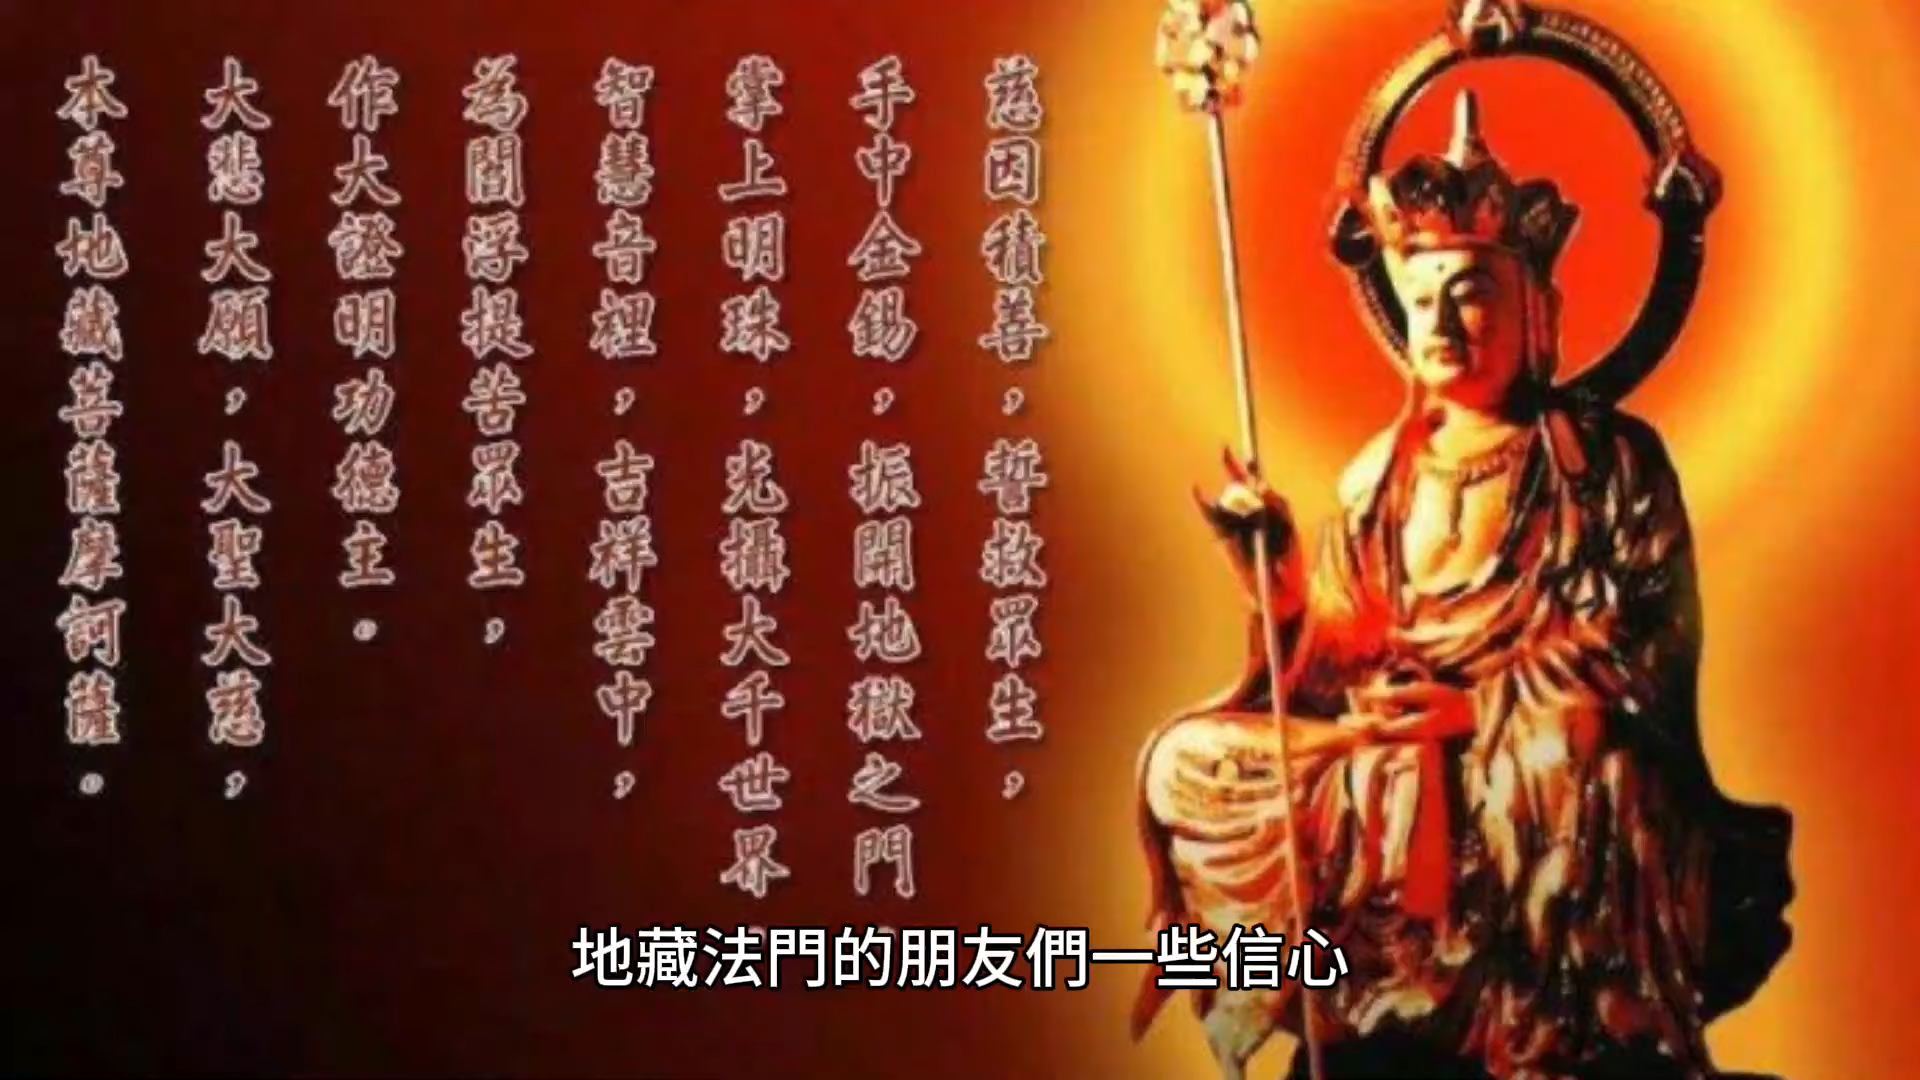 慈因積善，誓救眾生，
手中金錫，振開地獄之門
掌上明珠，光攝大千世界
智慧音裡，吉祥雲中，
為閻浮提苦眾生，
作大證明功德主。
大悲大願，大聖大慈，
本尊地藏菩薩摩訶薩。
地藏法門的朋友們一些信心